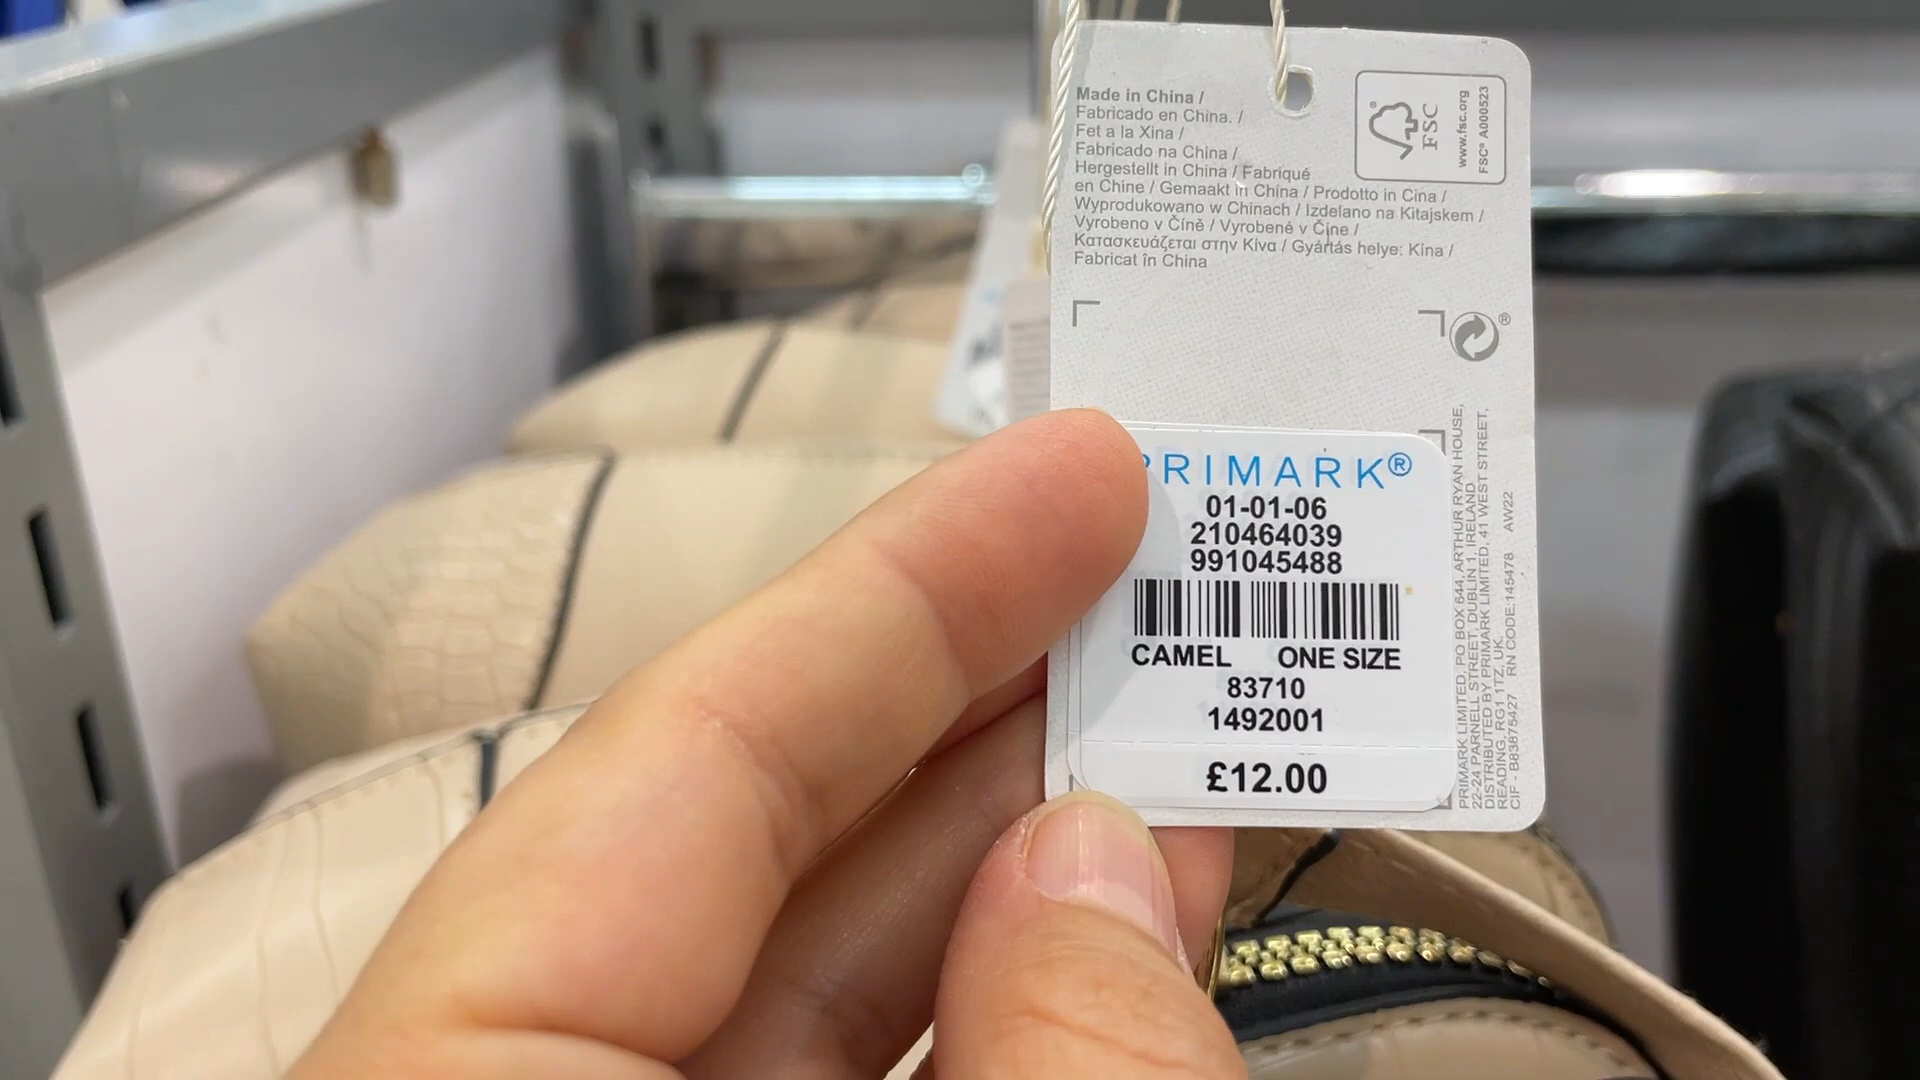 Made in China /
Fabricado en China. /
Fet a la Xina /
Fabricado na China /
Hergestellt in China / Fabriqué
en Chine / Gemaakt in China / Prodotto in Cina /
Wyprodukowano w Chinach / Izdelano na Kitajskem /
Vyrobeno v Číně / Vyrobené v Číne /
Κατασκευάζεται στην Κίνα / Gyártás helye: Kína /
Fabricat în China
FSC
www.fsc.org
FSC® A000523
®
PRIMARK®
01-01-06
210464039
991045488
CAMEL ONE SIZE
83710
1492001
£12.00
PRIMARK LIMITED, PO BOX 644, ARTHUR RYAN HOUSE,
22-24 PARNELL STREET, DUBLIN 1, IRELAND
DISTRIBUTED BY PRIMARK LIMITED, 41 WEST STREET,
READING, RG1 1TZ, UK.
CIF - B83875427 RN CODE:145478 AW22